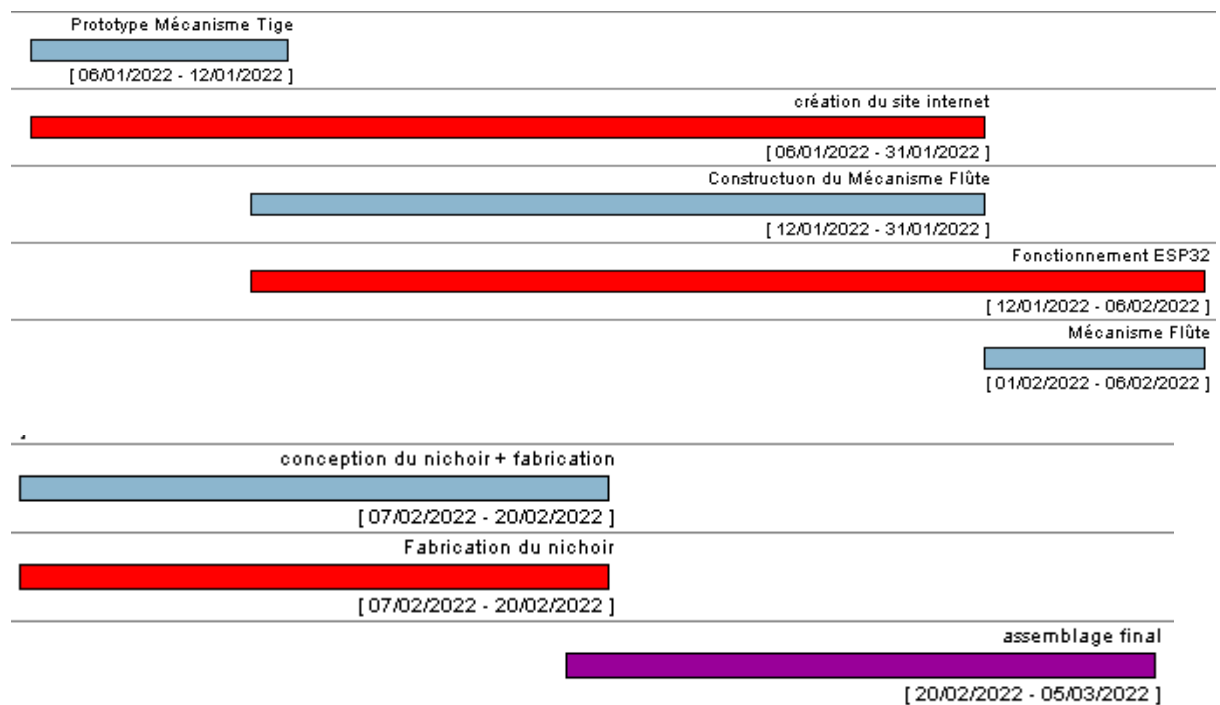 Prototype Mécanisme Tige
[ 06/01/2022 - 12/01/2022 ]
création du site internet
[ 06/01/2022 - 31/01/2022 ]
Constructuon du Mécanisme Flûte
[ 12/01/2022 - 31/01/2022 ]
Fonctionnement ESP32
[ 12/01/2022 - 06/02/2022 ]
Mécanisme Flûte
[ 01/02/2022 - 06/02/2022 ]
conception du nichoir + fabrication
[ 07/02/2022 - 20/02/2022 ]
Fabrication du nichoir
[ 07/02/2022 - 20/02/2022 ]
assemblage final
[ 20/02/2022 - 05/03/2022 ]